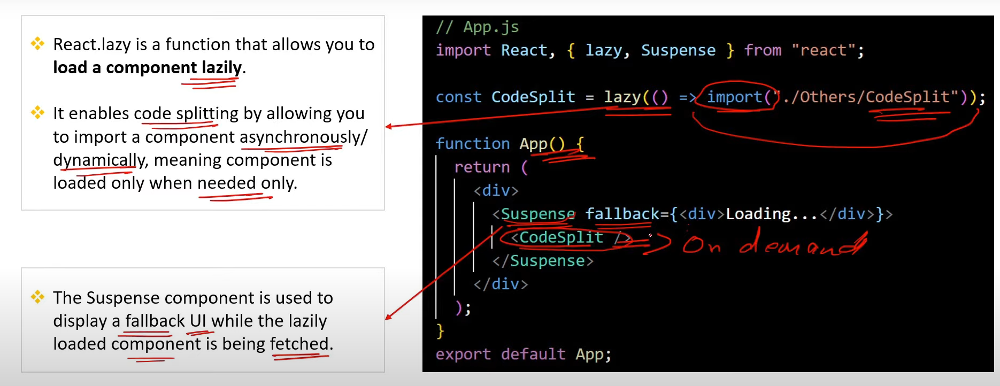 React.lazy is a function that allows you to
load a component lazily.
It enables code splitting by allowing you
to import a component asynchronously/
dynamically, meaning component is
loaded only when needed only.
The Suspense component is used to
display a fallback UI while the lazily
loaded component is being fetched.
// App.js
import React, { lazy, Suspense } from "react";
const CodeSplit = lazy(() => import("./Others/CodeSplit"));
function App() {
return (
<div>
<Suspense fallback={<div>Loading...</div>}>
<CodeSplit />
On demand
</Suspense>
</div>
);
}
export default App;